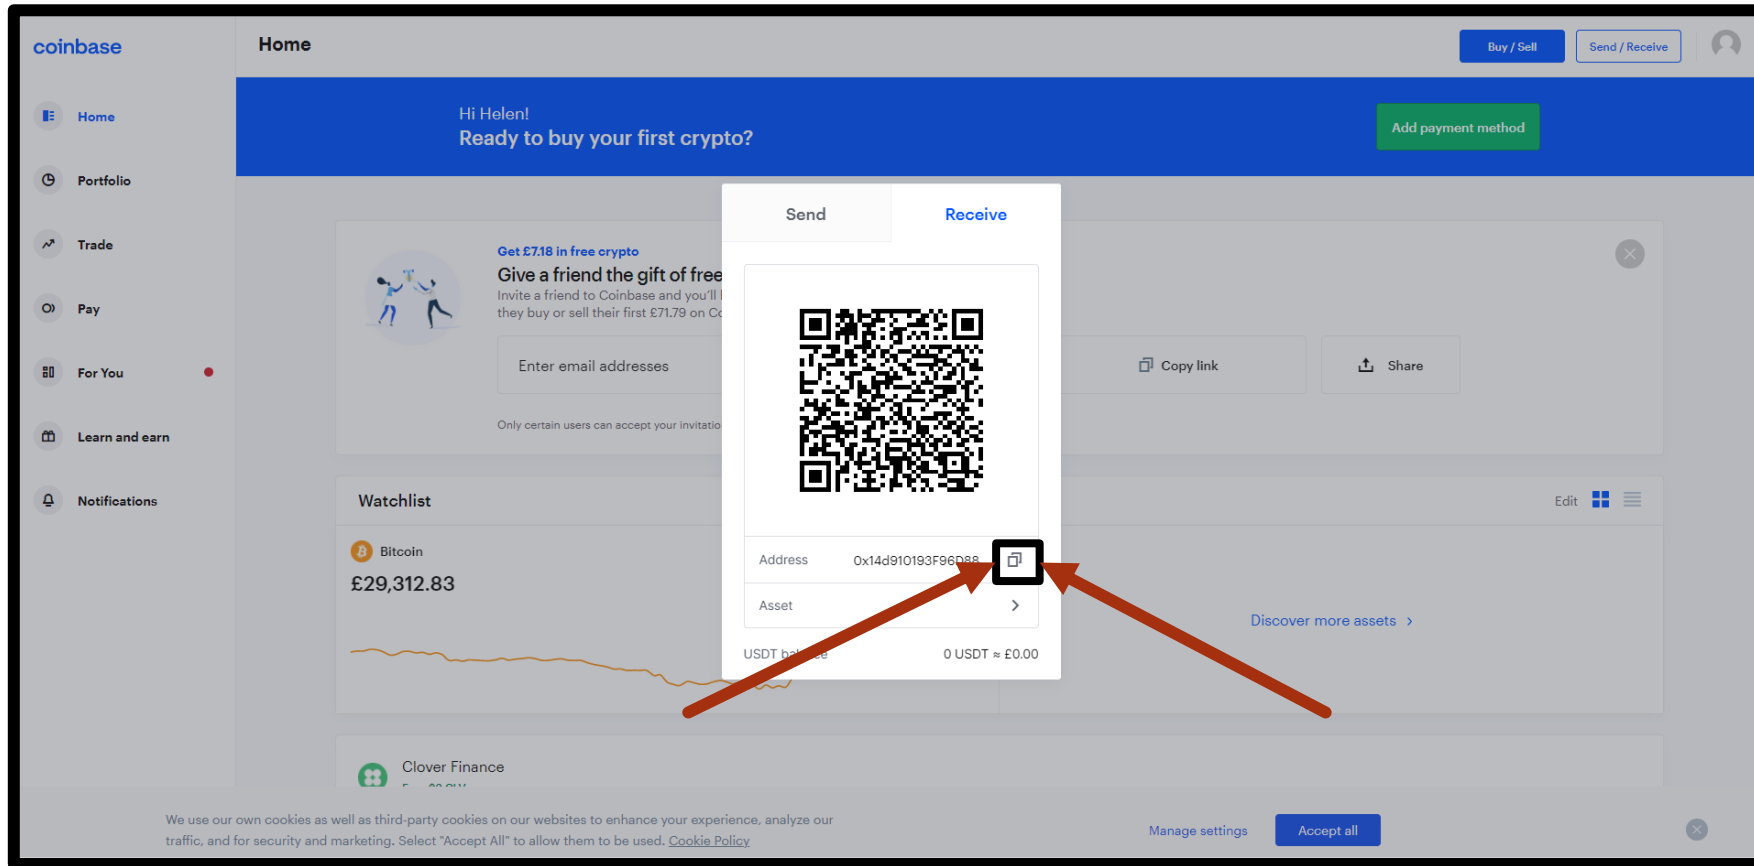 coinbase
Home
Buy / Sell
Send / Receive
Home
Portfolio
Trade
Pay
For You
Learn and earn
Notifications
Hi Helen!
Ready to buy your first crypto?
Add payment method
Send
Receive
Get £7.18 in free crypto
Give a friend the gift of free
Invite a friend to Coinbase and you'll
they buy or sell their first £71.79 on Co
Enter email addresses
Copy link
Share
Only certain users can accept your invitatio
Address
0x14d910193F96D88
Asset
USDT balance
0 USDT ≈ £0.00
Watchlist
Edit
Bitcoin
£29,312.83
Discover more assets
Clover Finance
We use our own cookies as well as third-party cookies on our websites to enhance your experience, analyze our
traffic, and for security and marketing. Select "Accept All" to allow them to be used. Cookie Policy
Manage settings
Accept all